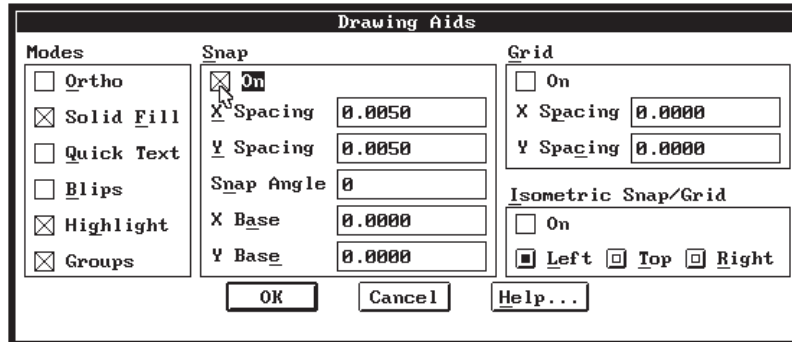 Drawing Aids
Modes
Ortho
Solid Fill
Quick Text
Blips
Highlight
Groups
Snap
On
X Spacing 0.0050
Y Spacing 0.0050
Snap Angle 0
X Base 0.0000
Y Base 0.0000
Grid
On
X Spacing 0.0000
Y Spacing 0.0000
Isometric Snap/Grid
On
Left Top Right
OK Cancel Help...